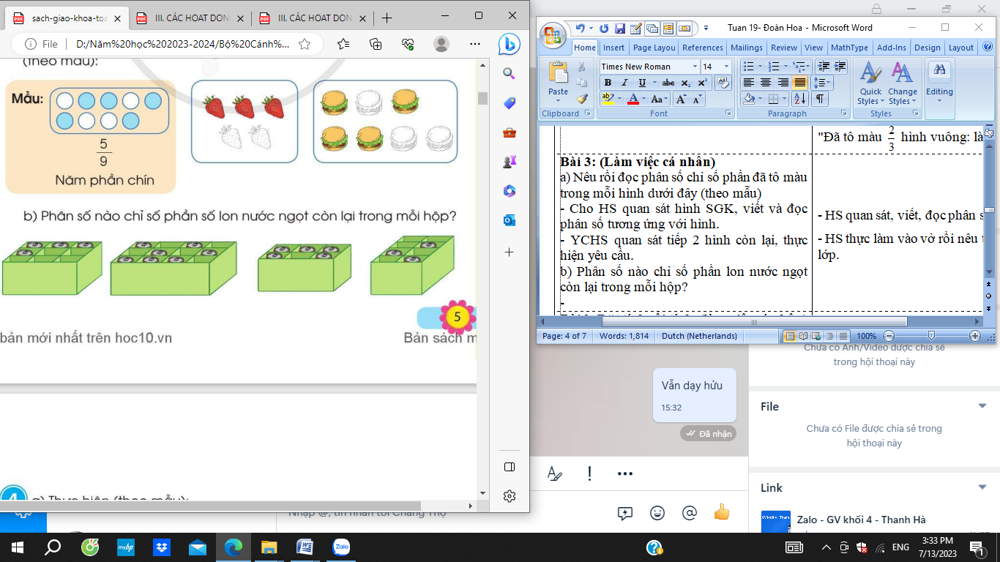 sach-giao-khoa-toa
III. CÁC HOAT DON
III. CÁC HOAT DON
File
D:/Năm%20học%202023-2024/Bộ%20Cánh%...
(theo mẫu):
Mẫu:
5
9
Năm phần chín
b) Phân số nào chỉ số phần số lon nước ngọt còn lại trong mỗi hộp?
5
bản mới nhất trên hoc10.vn
Bản sách m
Tuan 19- Đoàn Hoa - Microsoft Word
Home Insert Page Layou References Mailings Review View MathType Add-Ins Design Layout
Paste
Clipboard
Times New Roman 14
Font
Paragraph
Quick Styles
Change Styles
Styles
Editing
"Đã tô màu 2/3 hình vuông: là
Bài 3: (Làm việc cá nhân)
a) Nêu rồi đọc phân số chỉ số phần đã tô màu
trong mỗi hình dưới đây (theo mẫu)
- Cho HS quan sát hình SGK, viết và đọc
phân số tương ứng với hình.
- YCHS quan sát tiếp 2 hình còn lại, thực
hiện yêu cầu.
b) Phân số nào chỉ số phần lon nước ngọt
còn lại trong mỗi hộp?
-
- HS quan sát, viết, đọc phân s
- HS thực làm vào vở rồi nêu t
lớp.
Page: 4 of 7 Words: 1,814 Dutch (Netherlands) 100%
Chưa có Ảnh/Video được chia sẻ
trong hội thoại này
Vẫn dạy hửu
15:32
Đã nhận
File
Chưa có File được chia sẻ trong
hội thoại này
Link
Zalo - GV khối 4 - Thanh Hà
4
a) Thực hiện (theo mẫu):
Nhập @, tin nhắn tới Chàng Thọ
ENG
3:33 PM
7/13/2023
1